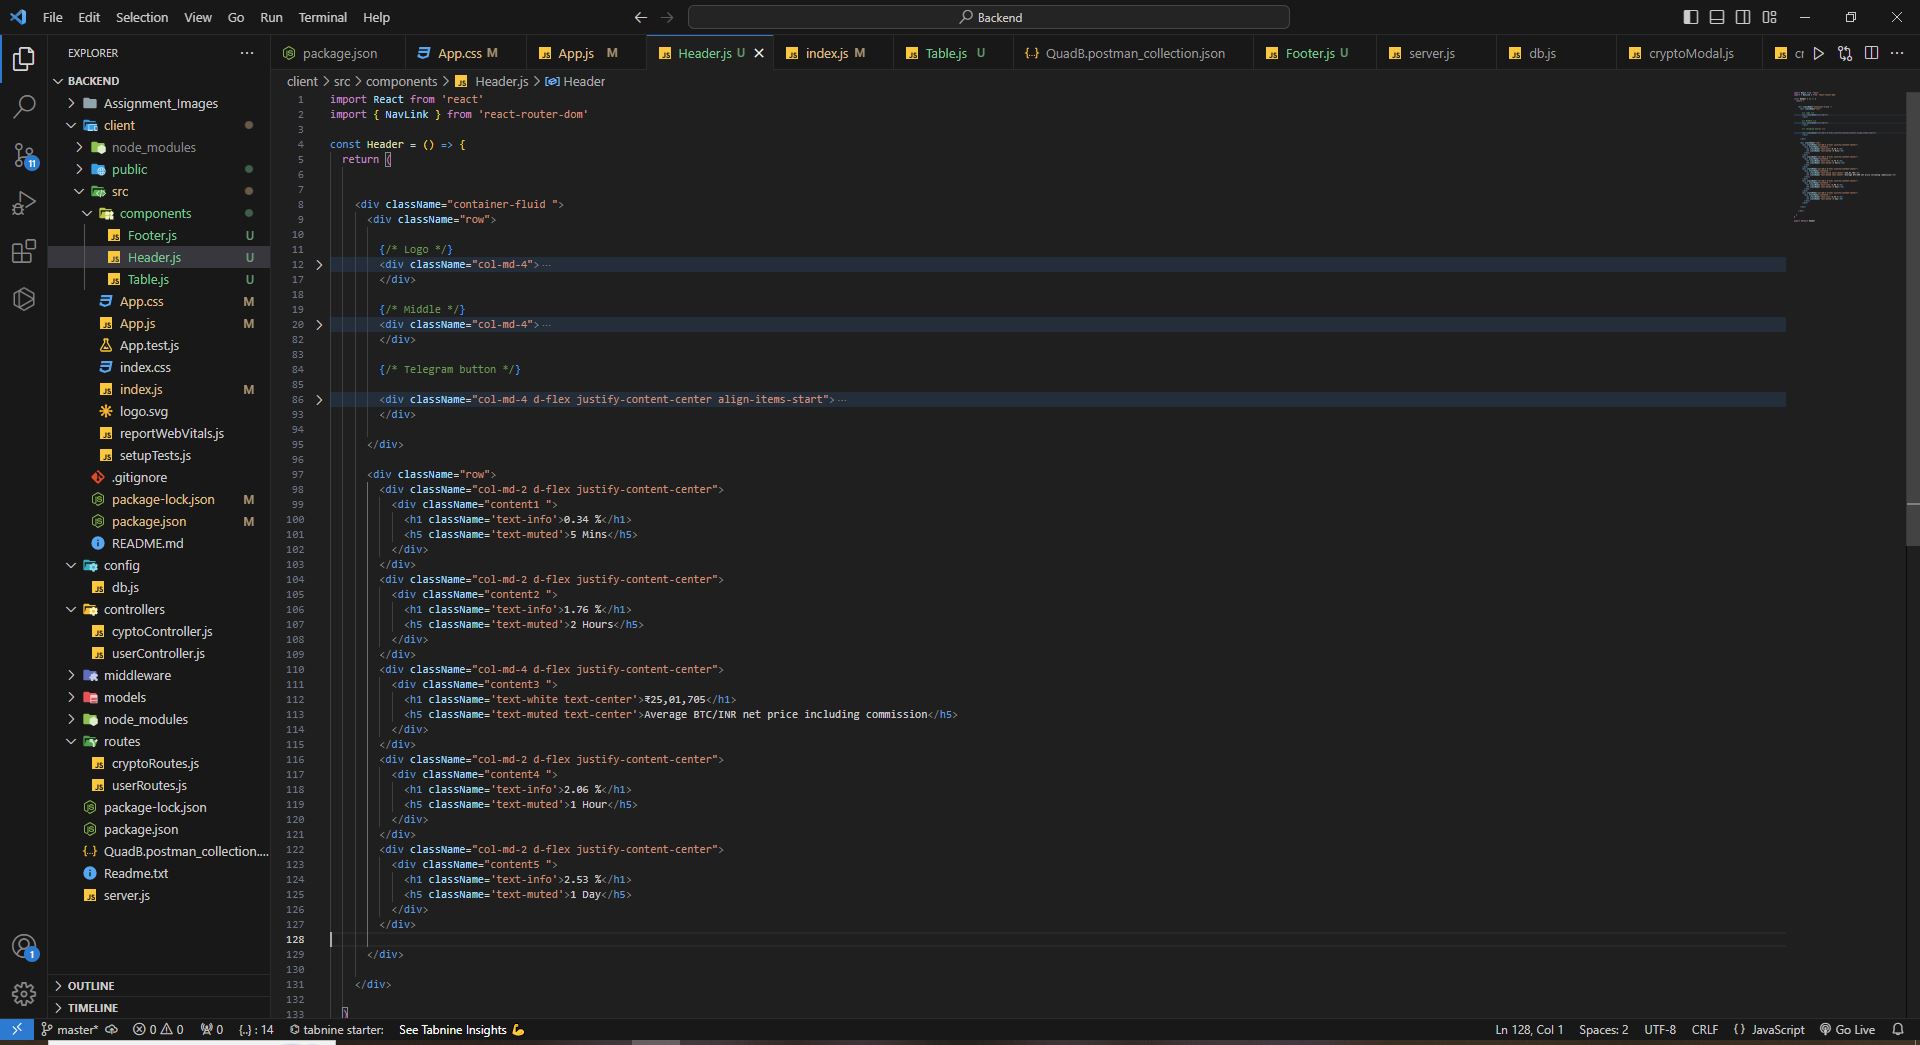 File Edit Selection View Go Run Terminal Help
Backend
EXPLORER
BACKEND
Assignment_Images
client
node_modules
public
src
components
Footer.js U
Header.js U
Table.js U
App.css M
App.js M
App.test.js
index.css
index.js M
logo.svg
reportWebVitals.js
setupTests.js
.gitignore
package-lock.json M
package.json M
README.md
config
db.js
controllers
cyptoController.js
userController.js
middleware
models
node_modules
routes
cryptoRoutes.js
userRoutes.js
package-lock.json
package.json
QuadB.postman_collection....
Readme.txt
server.js
OUTLINE
TIMELINE
11
1
package.json App.css M App.js M Header.js U index.js M Table.js U QuadB.postman_collection.json Footer.js U server.js db.js cryptoModal.js cr
client > src > components > Header.js > Header
1 import React from 'react'
2 import { NavLink } from 'react-router-dom'
3
4 const Header = () => {
5 return (
6
7
8 <div className="container-fluid ">
9 <div className="row">
10
11 {/* Logo */}
12 <div className="col-md-4">...
17 </div>
18
19 {/* Middle */}
20 <div className="col-md-4">...
82 </div>
83
84 {/* Telegram button */}
85
86 <div className="col-md-4 d-flex justify-content-center align-items-start">...
93 </div>
94
95 </div>
96
97 <div className="row">
98 <div className="col-md-2 d-flex justify-content-center">
99 <div className="content1 ">
100 <h1 className='text-info'>0.34 %</h1>
101 <h5 className='text-muted'>5 Mins</h5>
102 </div>
103 </div>
104 <div className="col-md-2 d-flex justify-content-center">
105 <div className="content2 ">
106 <h1 className='text-info'>1.76 %</h1>
107 <h5 className='text-muted'>2 Hours</h5>
108 </div>
109 </div>
110 <div className="col-md-4 d-flex justify-content-center">
111 <div className="content3 ">
112 <h1 className='text-white text-center'>₹25,01,705</h1>
113 <h5 className='text-muted text-center'>Average BTC/INR net price including commission</h5>
114 </div>
115 </div>
116 <div className="col-md-2 d-flex justify-content-center">
117 <div className="content4 ">
118 <h1 className='text-info'>2.06 %</h1>
119 <h5 className='text-muted'>1 Hour</h5>
120 </div>
121 </div>
122 <div className="col-md-2 d-flex justify-content-center">
123 <div className="content5 ">
124 <h1 className='text-info'>2.53 %</h1>
125 <h5 className='text-muted'>1 Day</h5>
126 </div>
127 </div>
128
129 </div>
130
131 </div>
132
133 )
master* 0 0 0 {..} : 14 tabnine starter: See Tabnine Insights 💪 Ln 128, Col 1 Spaces: 2 UTF-8 CRLF {} JavaScript Go Live